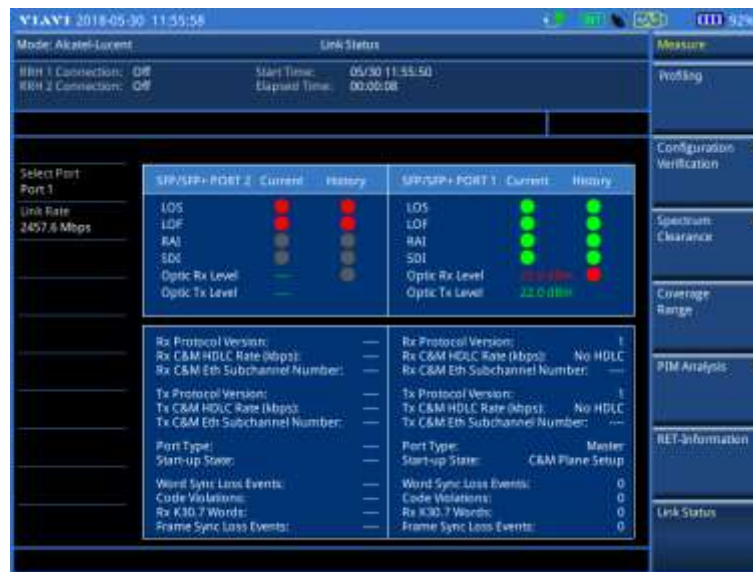 VIAVI 2018-05-30 11:55:58
92%
Mode: Alcatel-Lucent
Link Status
Measure
RRH 1 Connection: Off
Start Time: 05/30 11:55:50
RRH 2 Connection: Off
Elapsed Time: 00:00:08
Profiling
Configuration
Verification
Select Port
Port 1
Link Rate
2457.6 Mbps
SFP/SFP+ PORT 2 Current History
LOS
LOF
RAI
SDI
Optic Rx Level ----
Optic Tx Level ----
SFP/SFP+ PORT 1 Current History
LOS
LOF
RAI
SDI
Optic Rx Level
Optic Tx Level 22.0 dBm
Spectrum
Clearance
Coverage
Range
Rx Protocol Version: ----
Rx C&M HDLC Rate (kbps): ----
Rx C&M Eth Subchannel Number: ----
Tx Protocol Version: ----
Tx C&M HDLC Rate (kbps): ----
Tx C&M Eth Subchannel Number: ----
Port Type: ----
Start-up State: ----
Word Sync Loss Events: ----
Code Violations: ----
Rx K30.7 Words: ----
Frame Sync Loss Events: ----
Rx Protocol Version: 1
Rx C&M HDLC Rate (kbps): No HDLC
Rx C&M Eth Subchannel Number: ----
Tx Protocol Version: 1
Tx C&M HDLC Rate (kbps): No HDLC
Tx C&M Eth Subchannel Number: ----
Port Type: Master
Start-up State: C&M Plane Setup
Word Sync Loss Events: 0
Code Violations: 0
Rx K30.7 Words: 0
Frame Sync Loss Events: 0
PIM Analysis
RET-Information
Link Status